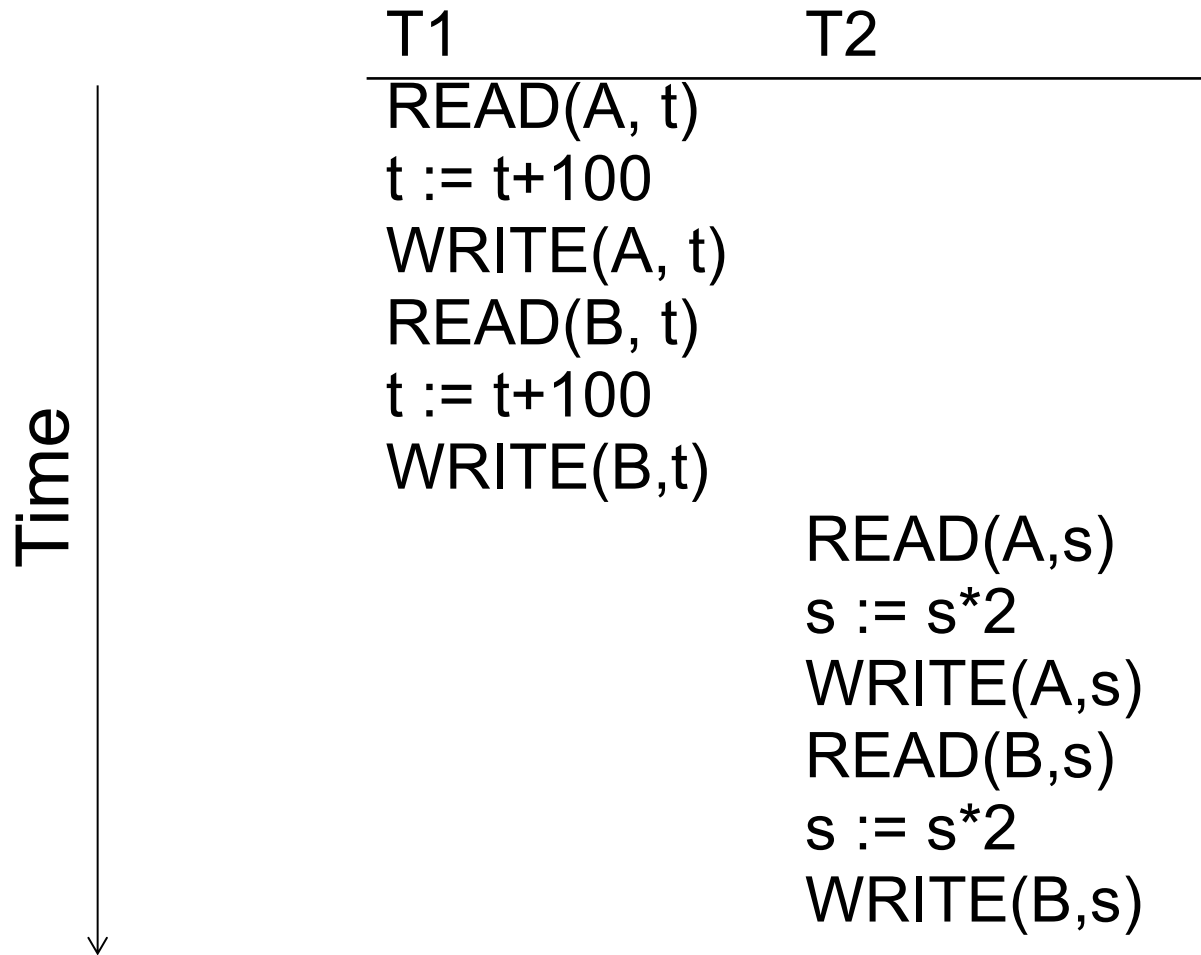 T1 T2
READ(A, t)
t := t+100
WRITE(A, t)
READ(B, t)
t := t+100
WRITE(B,t)
READ(A,s)
s := s*2
WRITE(A,s)
READ(B,s)
s := s*2
WRITE(B,s)
Time